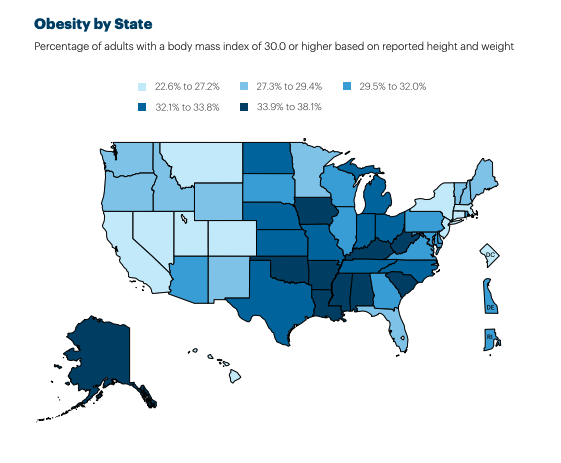 Obesity by State
Percentage of adults with a body mass index of 30.0 or higher based on reported height and weight
22.6% to 27.2% 27.3% to 29.4% 29.5% to 32.0%
32.1% to 33.8% 33.9% to 38.1%
DC
DE
RI